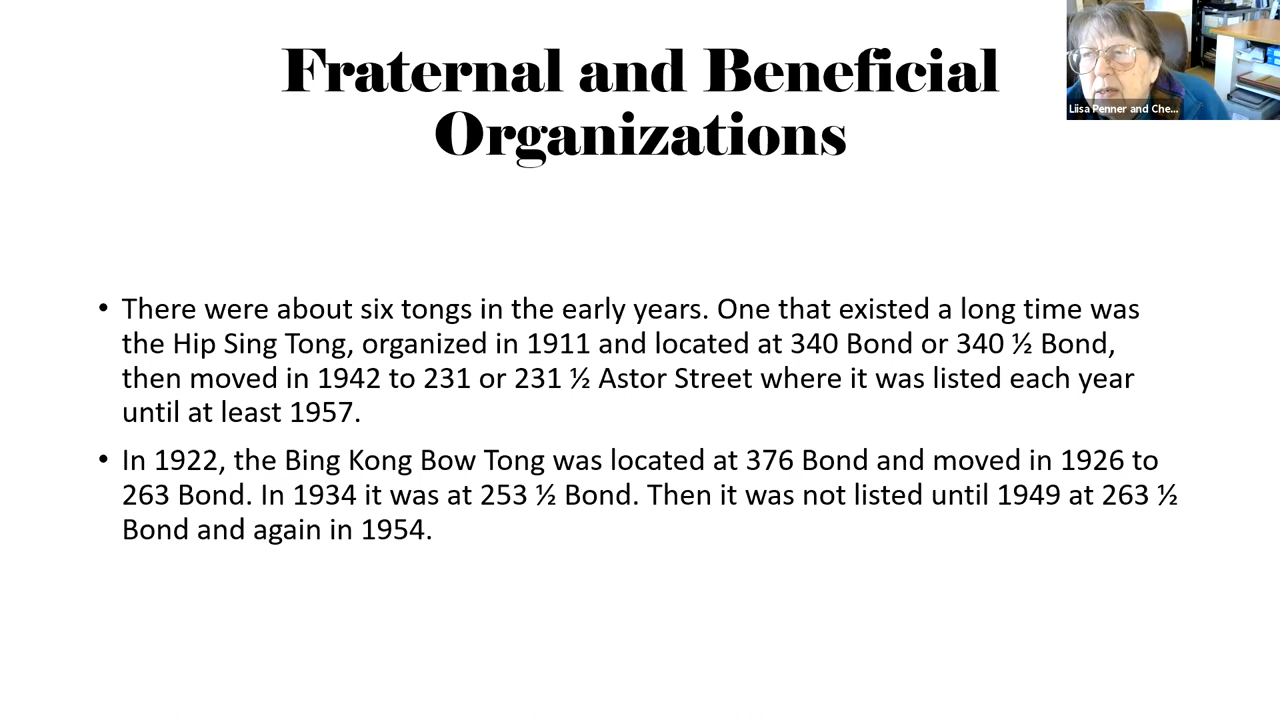 Fraternal and Beneficial
Organizations
Liisa Penner and Che...
• There were about six tongs in the early years. One that existed a long time was
the Hip Sing Tong, organized in 1911 and located at 340 Bond or 340 ½ Bond,
then moved in 1942 to 231 or 231 ½ Astor Street where it was listed each year
until at least 1957.
• In 1922, the Bing Kong Bow Tong was located at 376 Bond and moved in 1926 to
263 Bond. In 1934 it was at 253 ½ Bond. Then it was not listed until 1949 at 263 ½
Bond and again in 1954.